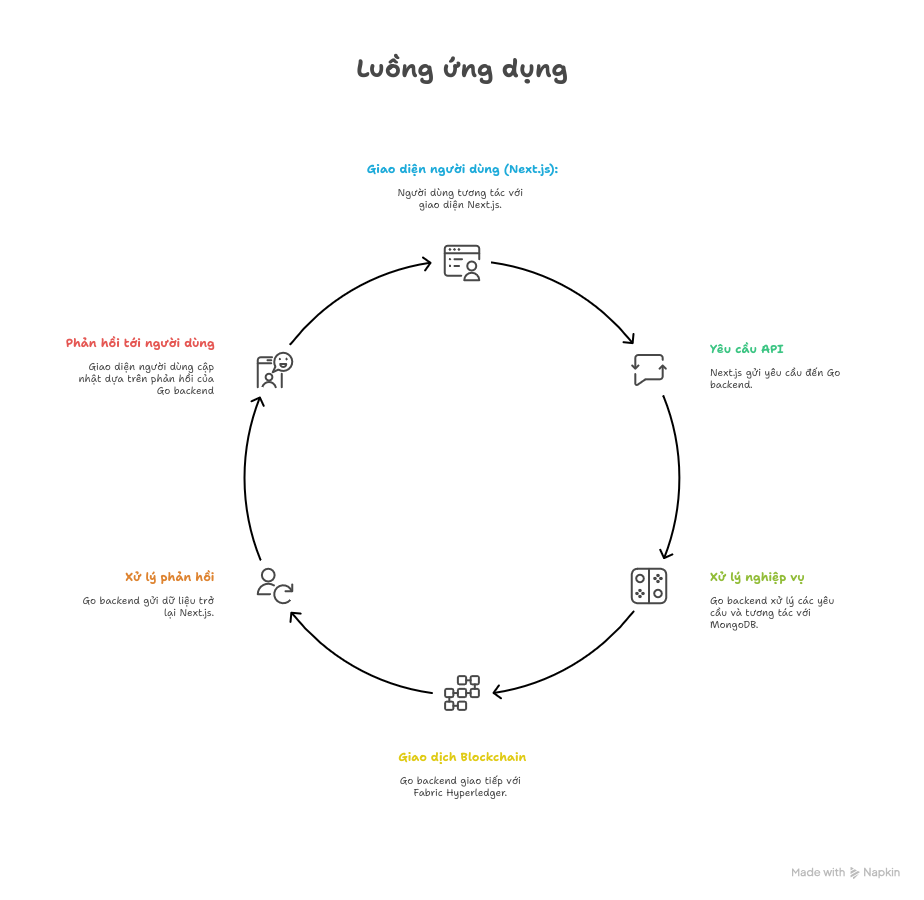 Luồng ứng dụng
Giao diện người dùng (Next.js):
Người dùng tương tác với
giao diện Next.js.
Yêu cầu API
Next.js gửi yêu cầu đến Go
backend.
Xử lý nghiệp vụ
Go backend xử lý các yêu
cầu và tương tác với
MongoDB.
Giao dịch Blockchain
Go backend giao tiếp với
Fabric Hyperledger.
Xử lý phản hồi
Go backend gửi dữ liệu trở
lại Next.js.
Phản hồi tới người dùng
Giao diện người dùng cập
nhật dựa trên phản hồi của
Go backend
Made with Napkin